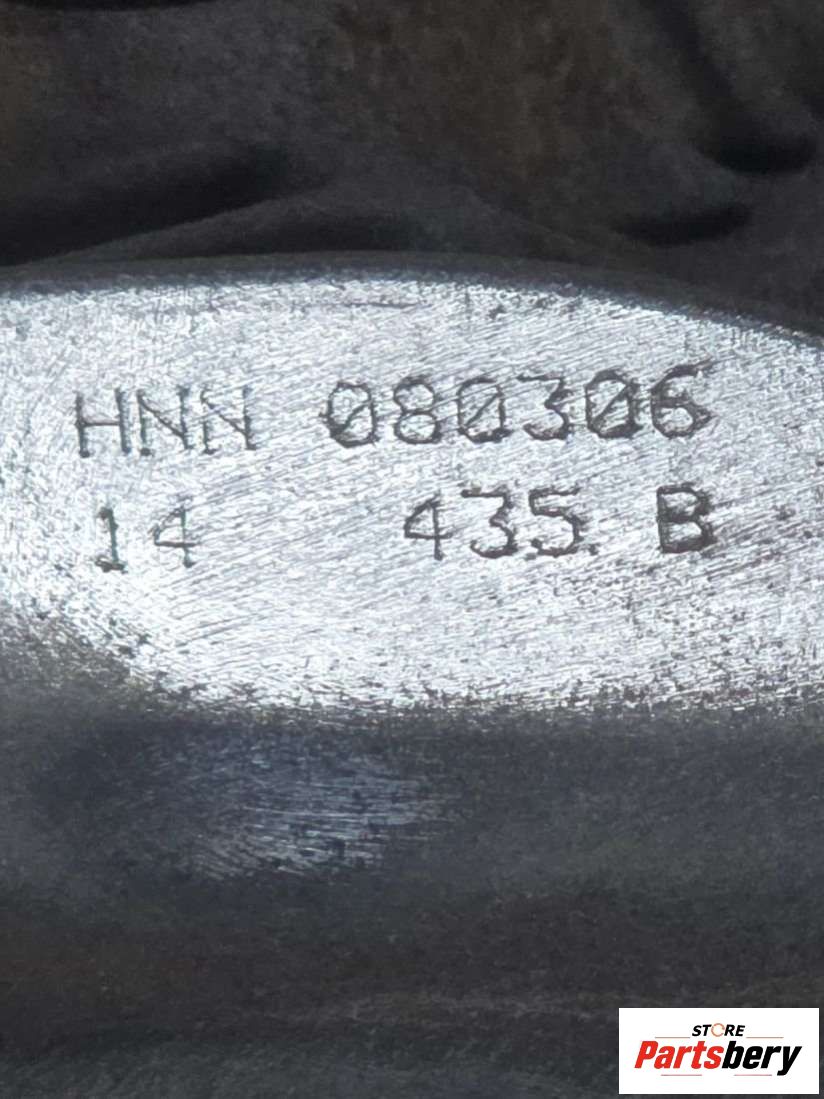 HNN 080306
14 435 B
STORE
Partsbery